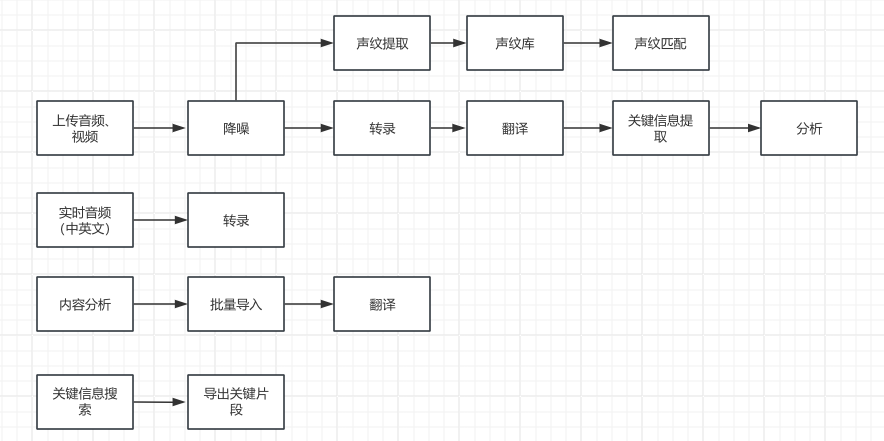 声纹提取
声纹库
声纹匹配
上传音频、
视频
降噪
转录
翻译
关键信息提
取
分析
实时音频
（中英文）
转录
内容分析
批量导入
翻译
关键信息搜
索
导出关键片
段